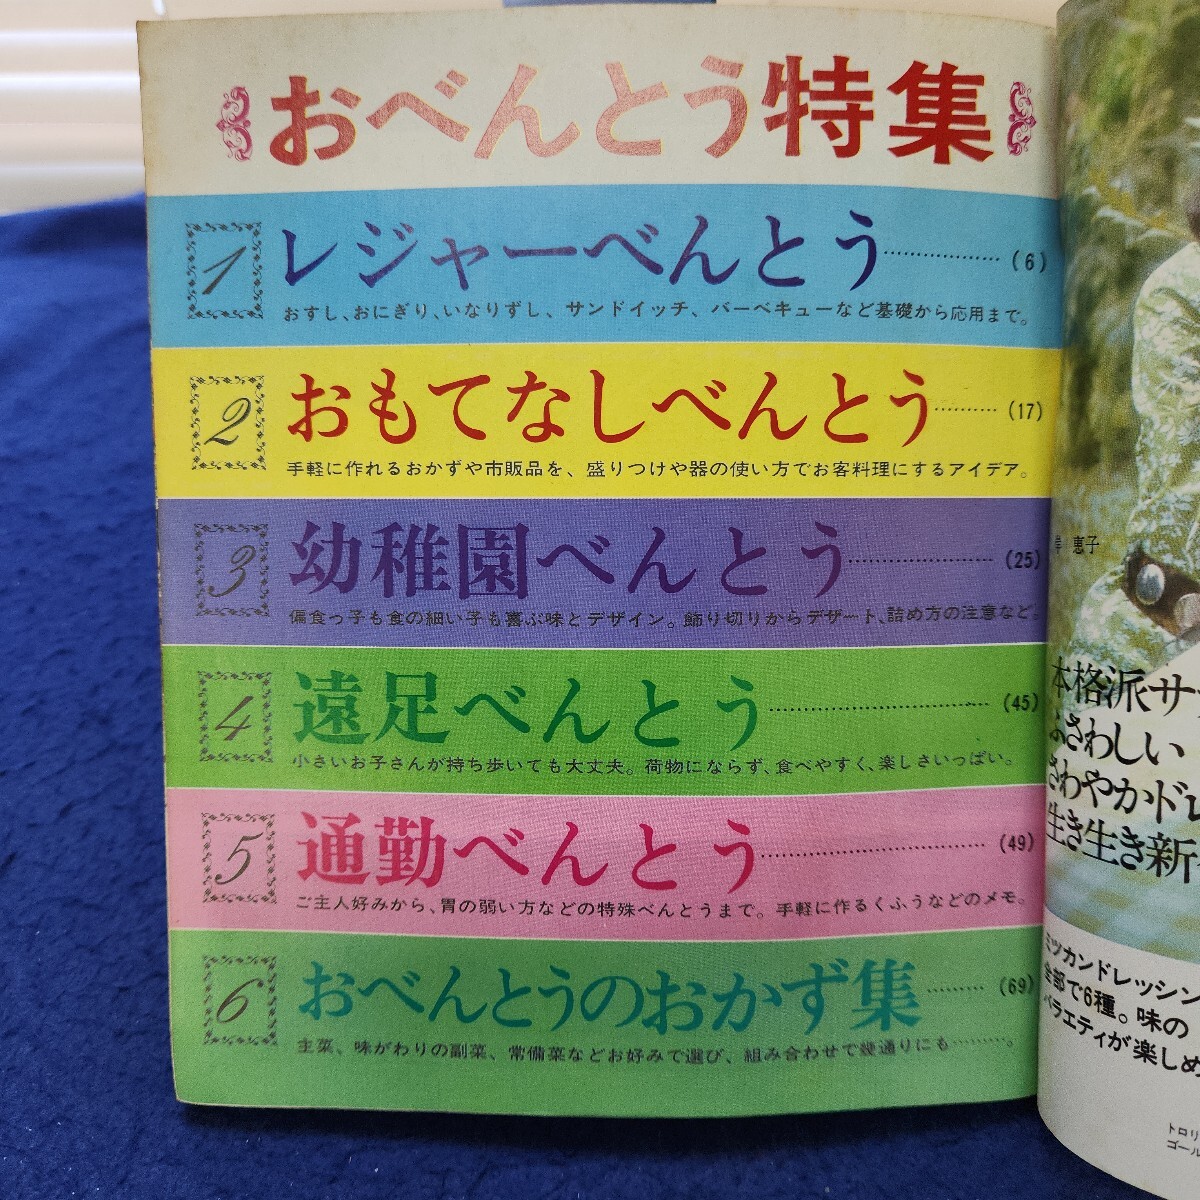 おべんとう特集
1 レジャーべんとう………………(6)
おすし、おにぎり、いなりずし、サンドイッチ、バーベキューなど基礎から応用まで。
2 おもてなしべんとう………(17)
手軽に作れるおかずや市販品を、盛りつけや器の使い方でお客料理にするアイデア。
3 幼稚園べんとう…………………(25)
偏食っ子も食の細い子も喜ぶ味とデザイン。飾り切りからデザート、詰め方の注意など。
4 遠足べんとう…………………………(45)
小さいお子さんが持ち歩いても大丈夫。荷物にならず、食べやすく、楽しさいっぱい。
5 通勤べんとう…………………………(49)
ご主人好みから、胃の弱い方などの特殊べんとうまで。手軽に作るくふうなどのメモ。
6 おべんとうのおかず集………(69)
主菜、味がわりの副菜、常備菜などお好みで選び、組み合わせで幾通りにも………。
恵子
本格派サ
ふさわしい
さわやかドレ
生き生き新
ミツカンドレッシン
全部で6種。味の
バラエティが楽しめ
トロリ
ゴール